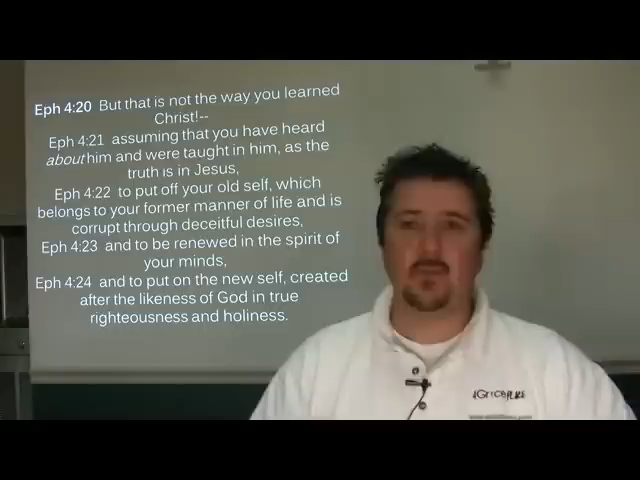 Eph 4:20 But that is not the way you learned
Christ!--
Eph 4:21 assuming that you have heard
about him and were taught in him, as the
truth is in Jesus,
Eph 4:22 to put off your old self, which
belongs to your former manner of life and is
corrupt through deceitful desires,
Eph 4:23 and to be renewed in the spirit of
your minds,
Eph 4:24 and to put on the new self, created
after the likeness of God in true
righteousness and holiness.